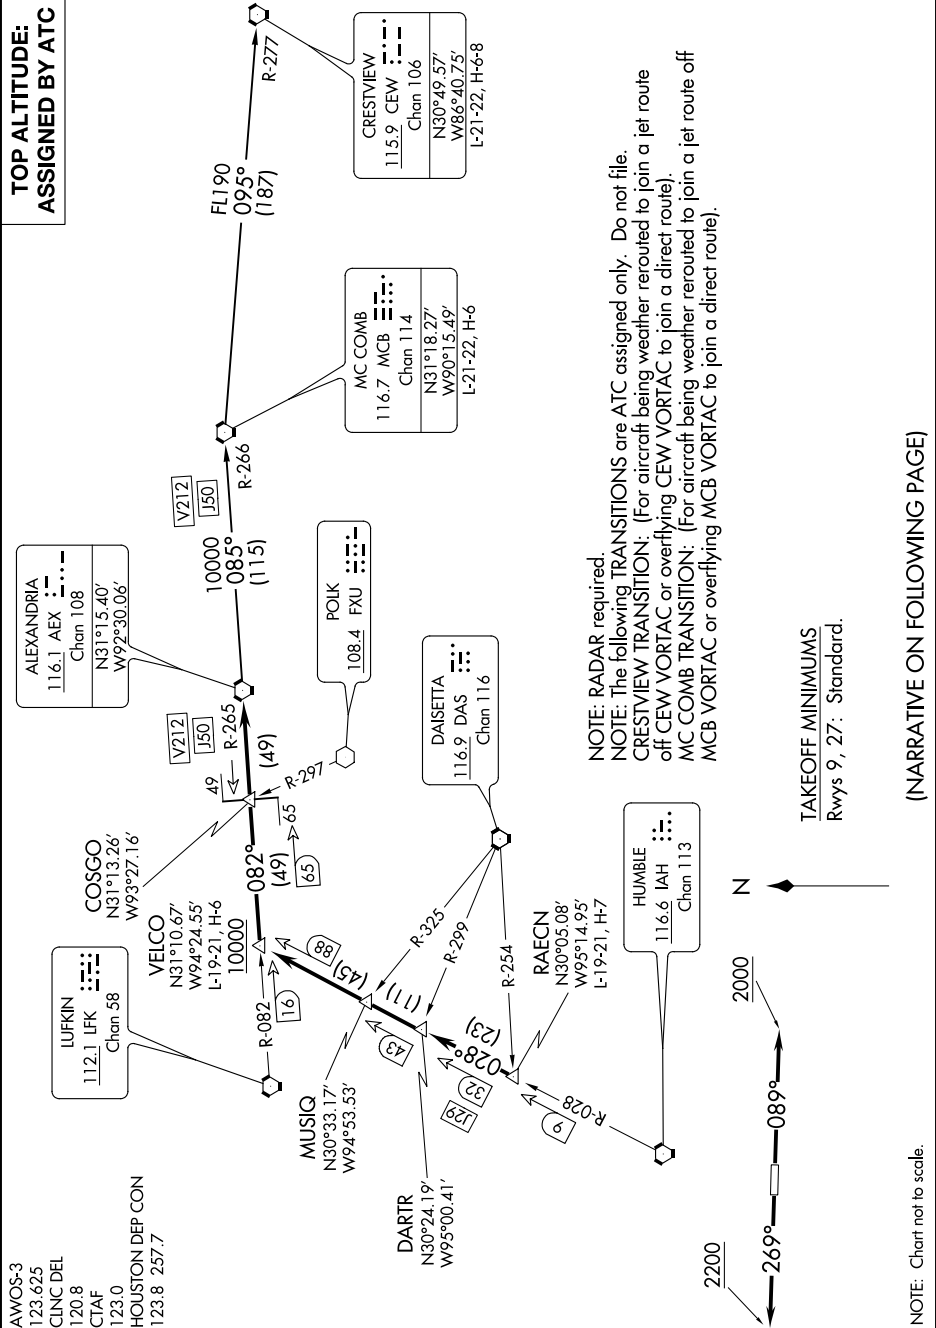 TOP ALTITUDE:
ASSIGNED BY ATC
AWOS-3
123.625
CLNC DEL
120.8
CTAF
123.0
HOUSTON DEP CON
123.8 257.7
LUFKIN
112.1 LFK
Chan 58
R-082
16
VELCO
N31°10.67'
W94°24.55'
L-19-21, H-6
10000
COSGO
N31°13.26'
W93°27.16'
082°
(49)
65
65
49
V212
J50
R-265
(49)
ALEXANDRIA
116.1 AEX
Chan 108
N31°15.40'
W92°30.06'
10000
085°
(115)
V212
J50
R-266
MC COMB
116.7 MCB
Chan 114
N31°18.27'
W90°15.49'
L-21-22, H-6
FL190
095°
(187)
R-277
CRESTVIEW
115.9 CEW
Chan 106
N30°49.57'
W86°40.75'
L-21-22, H-6-8
POLK
108.4 FXU
R-297
DAISETTA
116.9 DAS
Chan 116
R-325
R-299
R-254
88
(45)
MUSIQ
N30°33.17'
W94°53.53'
43
(11)
DARTR
N30°24.19'
W95°00.41'
32
J29
028°
(23)
RAECN
N30°05.08'
W95°14.95'
L-19-21, H-7
9
R-028
HUMBLE
116.6 IAH
Chan 113
NOTE: RADAR required.
NOTE: The following TRANSITIONS are ATC assigned only. Do not file.
CRESTVIEW TRANSITION: (For aircraft being weather rerouted to join a jet route
off CEW VORTAC or overflying CEW VORTAC to join a direct route).
MC COMB TRANSITION: (For aircraft being weather rerouted to join a jet route off
MCB VORTAC or overflying MCB VORTAC to join a direct route).
N
2200
269°
089°
2000
TAKEOFF MINIMUMS
Rwys 9, 27: Standard.
(NARRATIVE ON FOLLOWING PAGE)
NOTE: Chart not to scale.